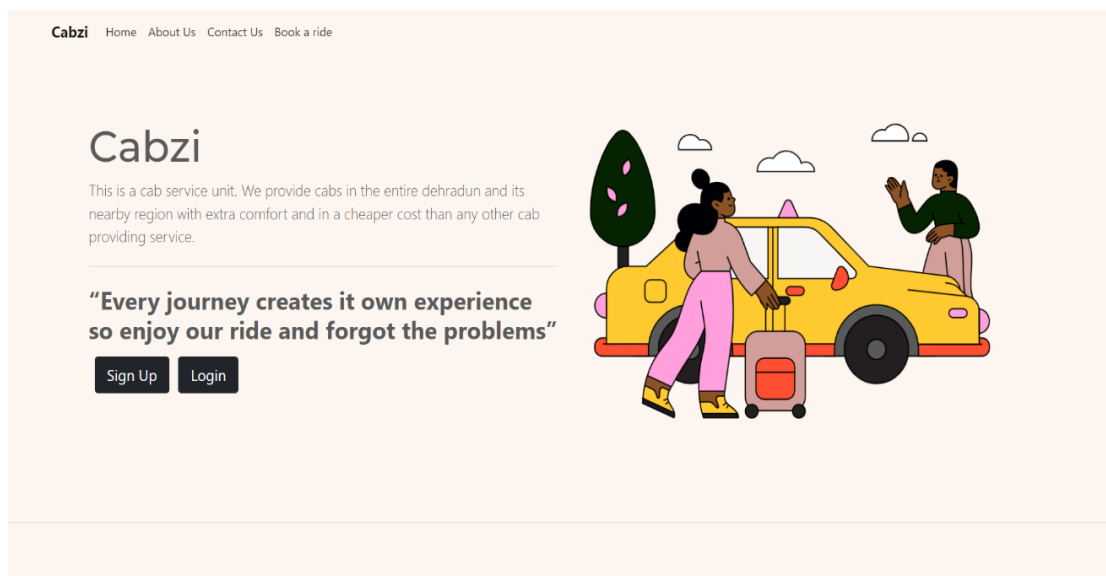 Cabzi Home About Us Contact Us Book a ride
Cabzi
This is a cab service unit. We provide cabs in the entire dehradun and its
nearby region with extra comfort and in a cheaper cost than any other cab
providing service.
“Every journey creates it own experience
so enjoy our ride and forgot the problems”
Sign Up Login